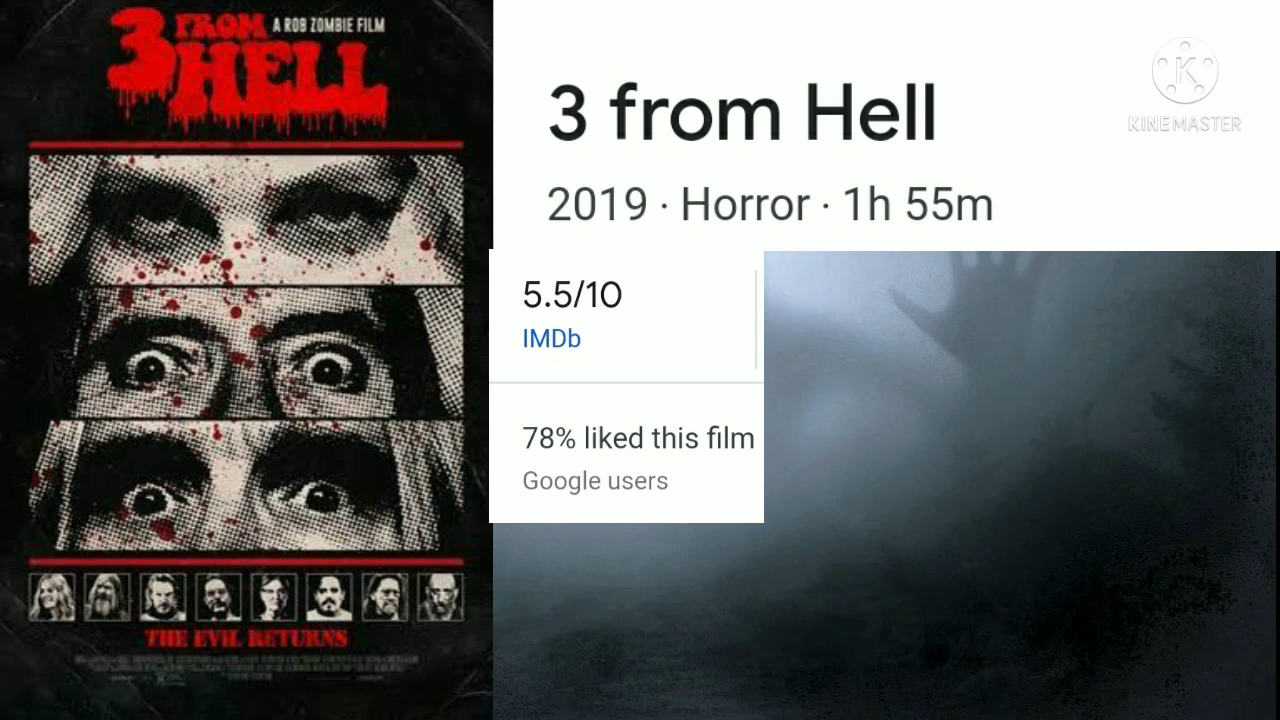 3 FROM HELL
A ROB ZOMBIE FILM
THE EVIL RETURNS
3 from Hell
2019 · Horror · 1h 55m
5.5/10
IMDb
78% liked this film
Google users
K
KINEMASTER